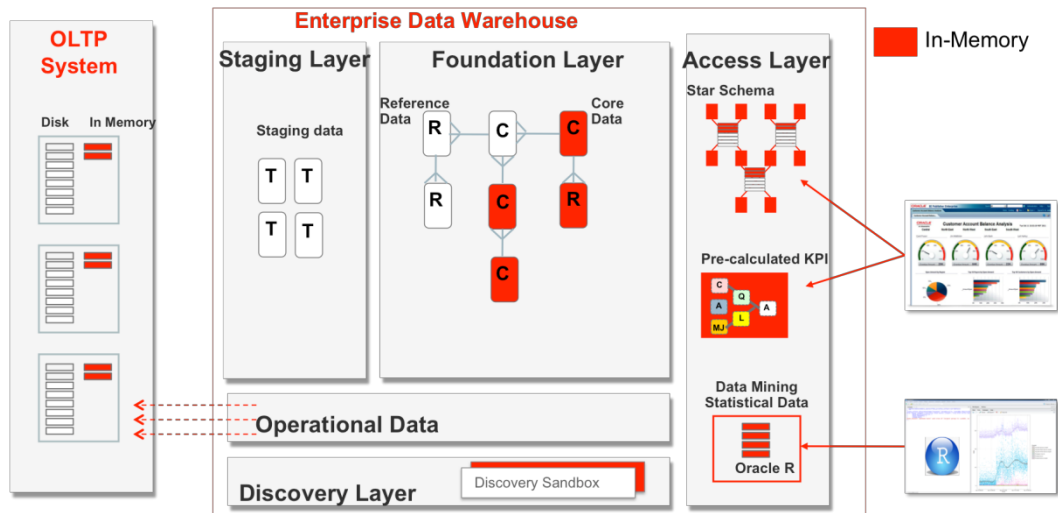 Enterprise Data Warehouse
OLTP
System
Disk
In Memory
Staging Layer
Staging data
T
T
T
T
Foundation Layer
Reference
Data
Core
Data
R
C
C
R
C
R
C
Access Layer
Star Schema
Pre-calculated KPI
C
Q
A
A
L
MJ
Data Mining
Statistical Data
Oracle R
Operational Data
Discovery Layer
Discovery Sandbox
In-Memory
ORACLE
Customer Account Balance Analysis
R